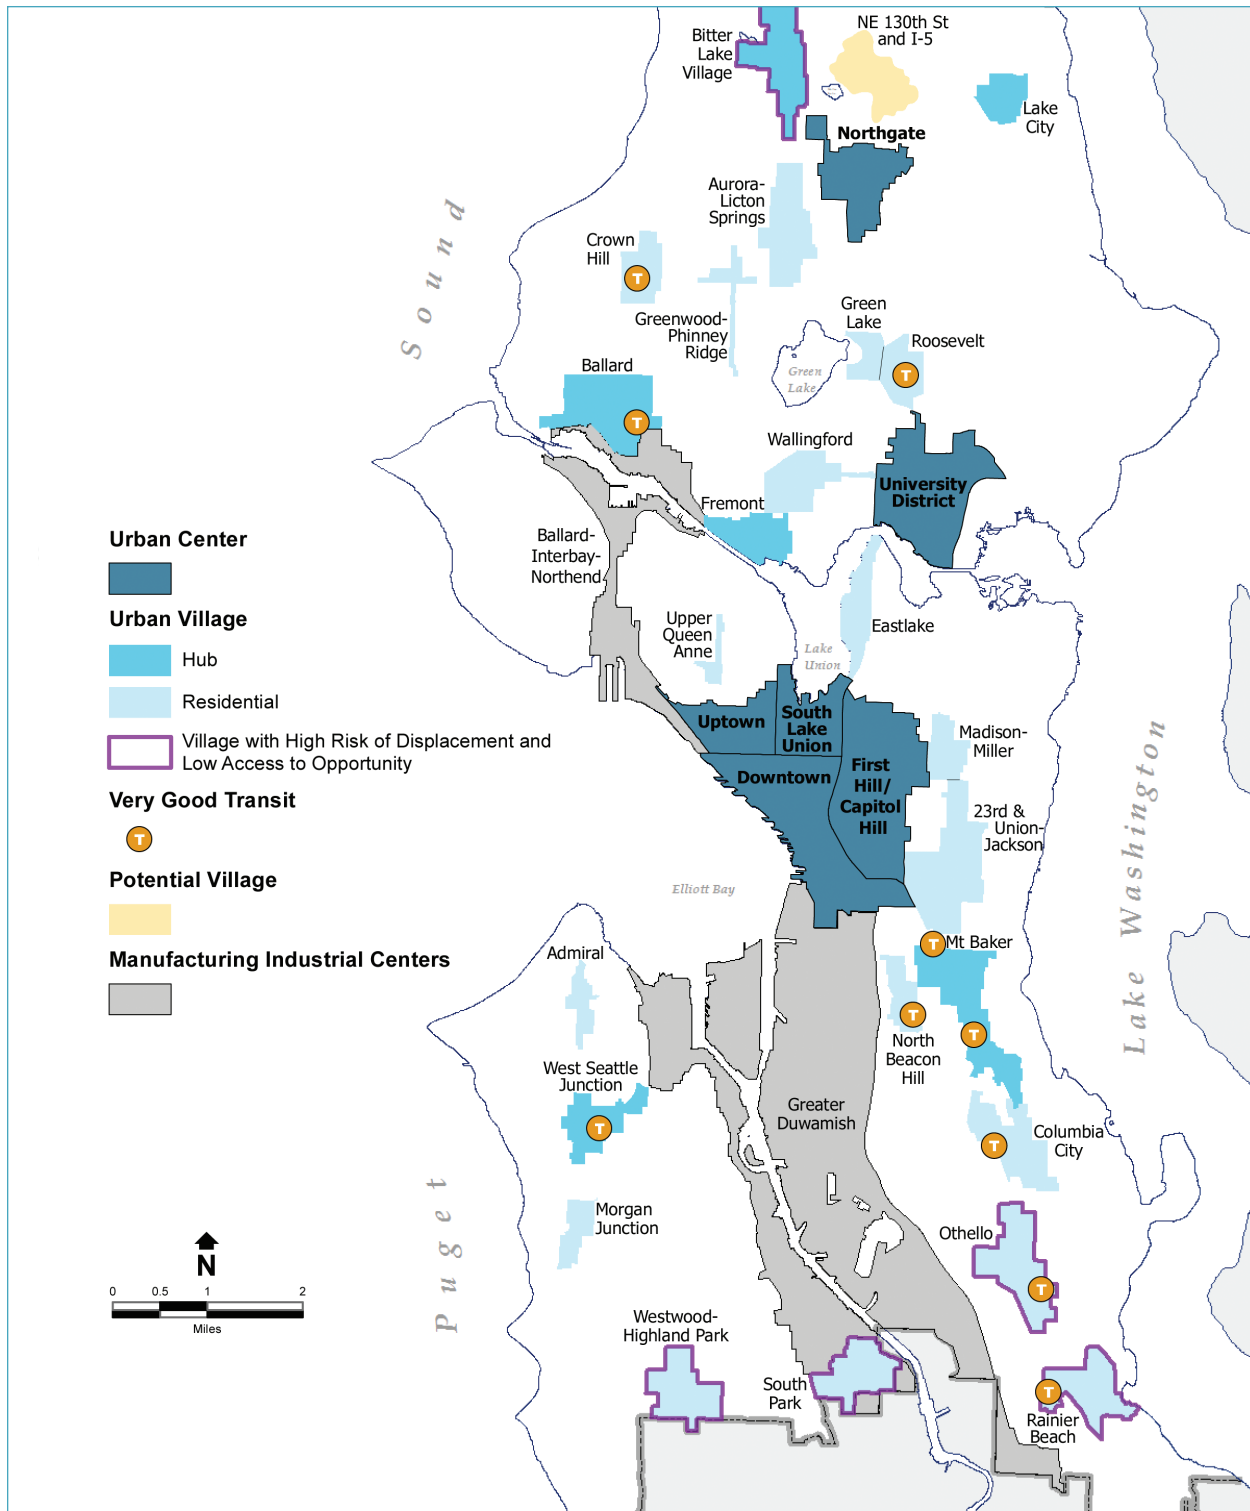 NE 130th St
and I-5
Bitter
Lake
Village
Lake
City
Northgate
Aurora-
Licton
Springs
Sound
Crown
Hill
T
Greenwood-
Phinney
Ridge
Green
Lake
Roosevelt
T
Green
Lake
Ballard
T
Wallingford
University
District
Fremont
Ballard-
Interbay-
Northend
Urban Center
Urban Village
Hub
Residential
Village with High Risk of Displacement and
Low Access to Opportunity
Very Good Transit
T
Potential Village
Manufacturing Industrial Centers
Upper
Queen
Anne
Eastlake
Lake
Union
Uptown
South
Lake
Union
Downtown
First
Hill/
Capitol
Hill
Madison-
Miller
23rd &
Union-
Jackson
Lake Washington
Elliott Bay
Admiral
T
Mt Baker
T
North
Beacon
Hill
T
West Seattle
Junction
T
Greater
Duwamish
Columbia
City
T
Puget
Morgan
Junction
Othello
T
N
0 0.5 1 2
Miles
Westwood-
Highland Park
South
Park
T
Rainier
Beach